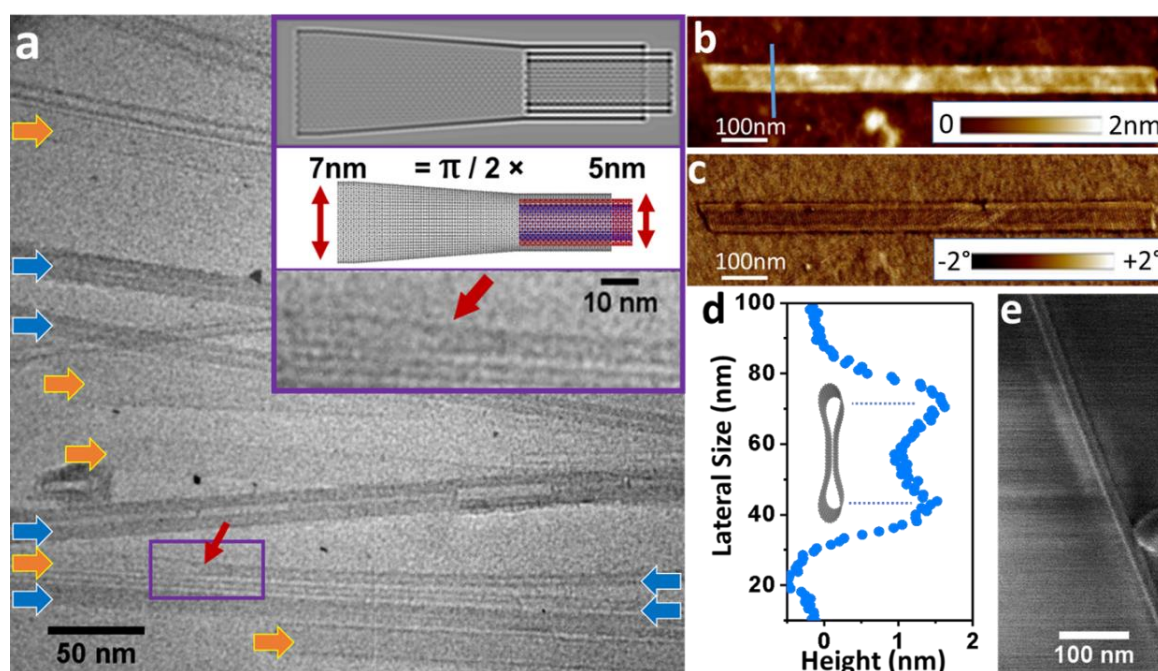 a
7nm = π / 2 × 5nm
10 nm
50 nm
b
100nm
0 2nm
c
100nm
-2° +2°
d
100
80
60
40
20
Lateral Size (nm)
0 1 2
Height (nm)
e
100 nm